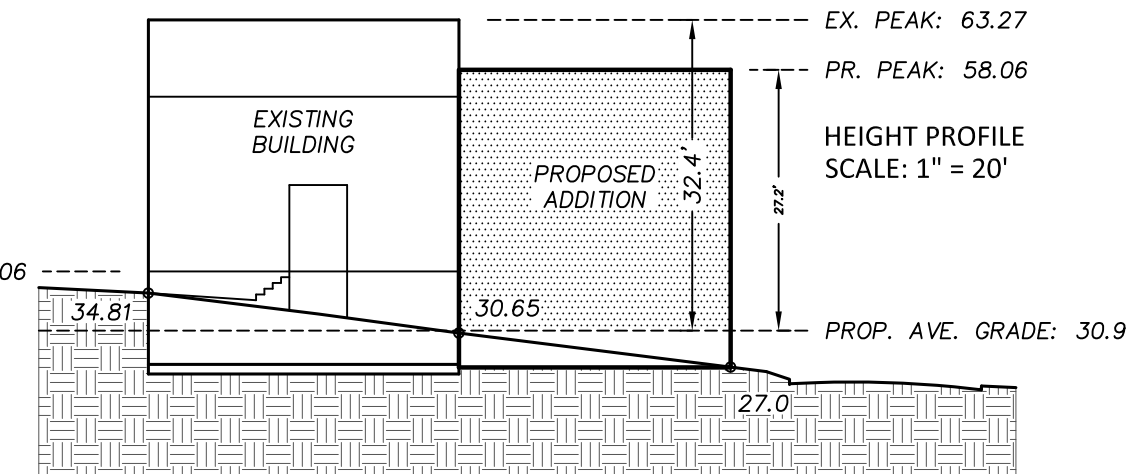 EX. PEAK: 63.27
PR. PEAK: 58.06
HEIGHT PROFILE
SCALE: 1" = 20'
EXISTING
BUILDING
PROPOSED
ADDITION
32.4'
27.2'
06
34.81
30.65
PROP. AVE. GRADE: 30.9
27.0